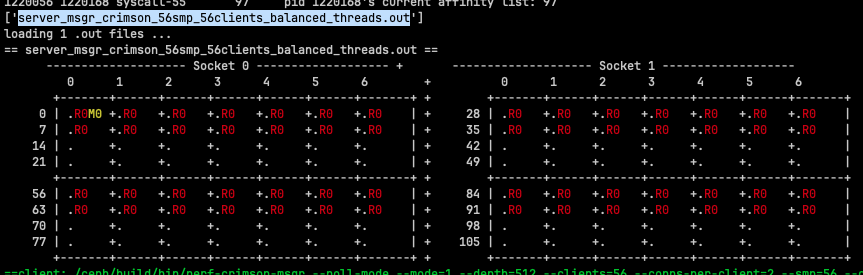 1220056 1220168 syscall-55      97     pid 1220168's current affinity list: 97
['server_msgr_crimson_56smp_56clients_balanced_threads.out']
loading 1 .out files ...
== server_msgr_crimson_56smp_56clients_balanced_threads.out ==
     ------------------- Socket 0 ------------------- +      ------------------- Socket 1 -------------------
       0     1     2     3     4     5     6          +        0     1     2     3     4     5     6
     +-----+-----+-----+-----+-----+-----+-----+ +      +-----+-----+-----+-----+-----+-----+-----+
   0 | .R0M0 +.R0  +.R0  +.R0  +.R0  +.R0  +.R0  | +   28 | .R0  +.R0  +.R0  +.R0  +.R0  +.R0  +.R0  |
   7 | .R0  +.R0  +.R0  +.R0  +.R0  +.R0  +.R0  | +   35 | .R0  +.R0  +.R0  +.R0  +.R0  +.R0  +.R0  |
  14 | .    +.    +.    +.    +.    +.    +.    | +   42 | .    +.    +.    +.    +.    +.    +.    |
  21 | .    +.    +.    +.    +.    +.    +.    | +   49 | .    +.    +.    +.    +.    +.    +.    |
     +-----+-----+-----+-----+-----+-----+-----+ +      +-----+-----+-----+-----+-----+-----+-----+
  56 | .R0  +.R0  +.R0  +.R0  +.R0  +.R0  +.R0  | +   84 | .R0  +.R0  +.R0  +.R0  +.R0  +.R0  +.R0  |
  63 | .R0  +.R0  +.R0  +.R0  +.R0  +.R0  +.R0  | +   91 | .R0  +.R0  +.R0  +.R0  +.R0  +.R0  +.R0  |
  70 | .    +.    +.    +.    +.    +.    +.    | +   98 | .    +.    +.    +.    +.    +.    +.    |
  77 | .    +.    +.    +.    +.    +.    +.    | +  105 | .    +.    +.    +.    +.    +.    +.    |
     +-----+-----+-----+-----+-----+-----+-----+ +      +-----+-----+-----+-----+-----+-----+-----+
==client: /ceph/build/bin/perf-crimson-msgr --poll-mode --mode=1 --depth=512 --clients=56 --conns-per-client=2 --smp=56